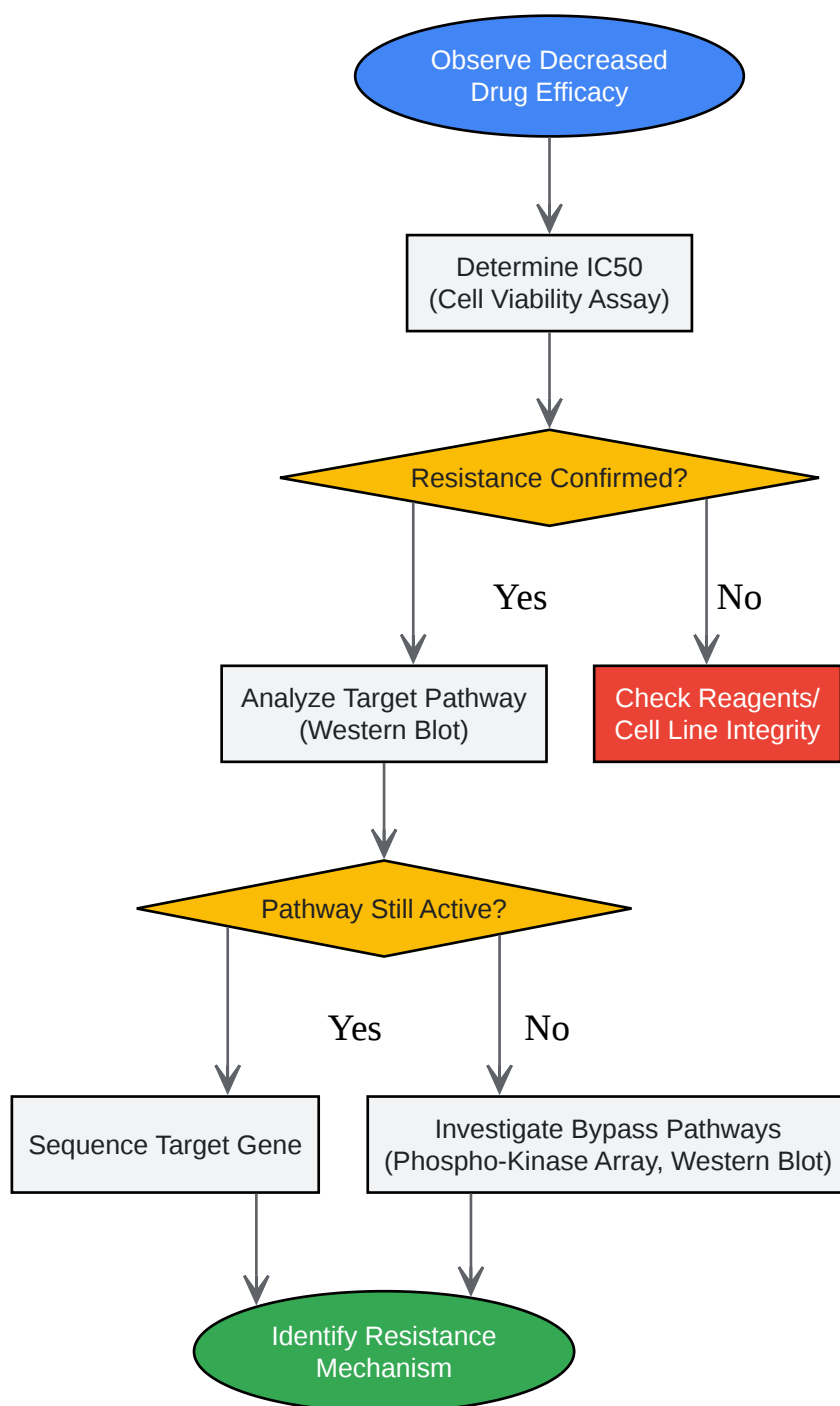 Observe Decreased
Drug Efficacy
Determine IC50
(Cell Viability Assay)
Resistance Confirmed?
Yes
No
Analyze Target Pathway
(Western Blot)
Check Reagents/
Cell Line Integrity
Pathway Still Active?
Yes
No
Sequence Target Gene
Investigate Bypass Pathways
(Phospho-Kinase Array, Western Blot)
Identify Resistance
Mechanism